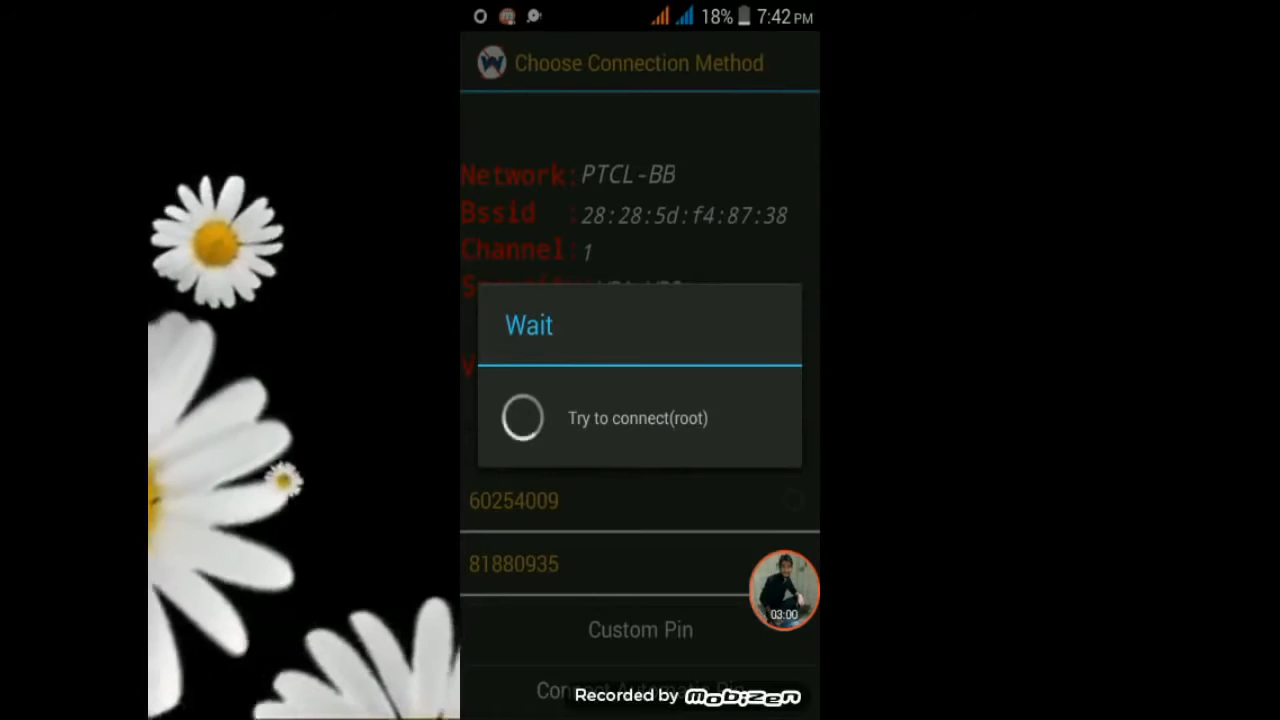 18% 7:42 PM
W Choose Connection Method
Network: PTCL-BB
Bssid : 28:28:5d:f4:87:38
Channel: 1
Wait
Try to connect(root)
60254009
81880935
03:00
Custom Pin
Recorded by mobizen